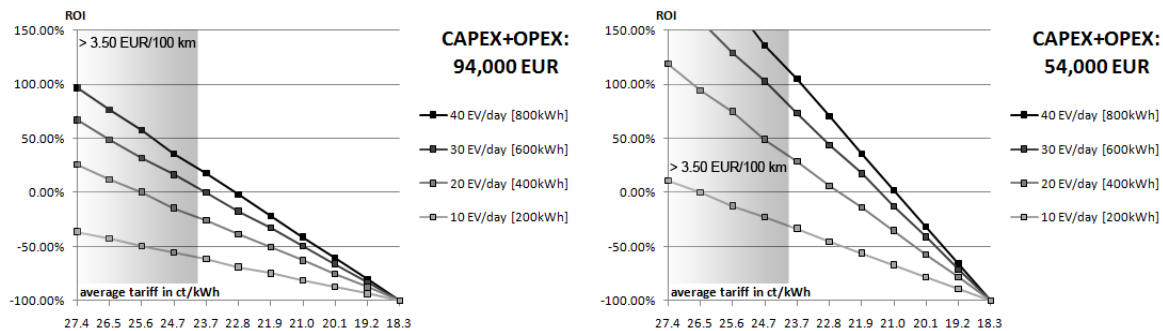 ROI
150.00%
100.00%
50.00%
0.00%
-50.00%
-100.00%
> 3.50 EUR/100 km
average tariff in ct/kWh
27.4 26.5 25.6 24.7 23.7 22.8 21.9 21.0 20.1 19.2 18.3
CAPEX+OPEX:
94,000 EUR
40 EV/day [800kWh]
30 EV/day [600kWh]
20 EV/day [400kWh]
10 EV/day [200kWh]
ROI
150.00%
100.00%
50.00%
0.00%
-50.00%
-100.00%
> 3.50 EUR/100 km
average tariff in ct/kWh
27.4 26.5 25.6 24.7 23.7 22.8 21.9 21.0 20.1 19.2 18.3
CAPEX+OPEX:
54,000 EUR
40 EV/day [800kWh]
30 EV/day [600kWh]
20 EV/day [400kWh]
10 EV/day [200kWh]